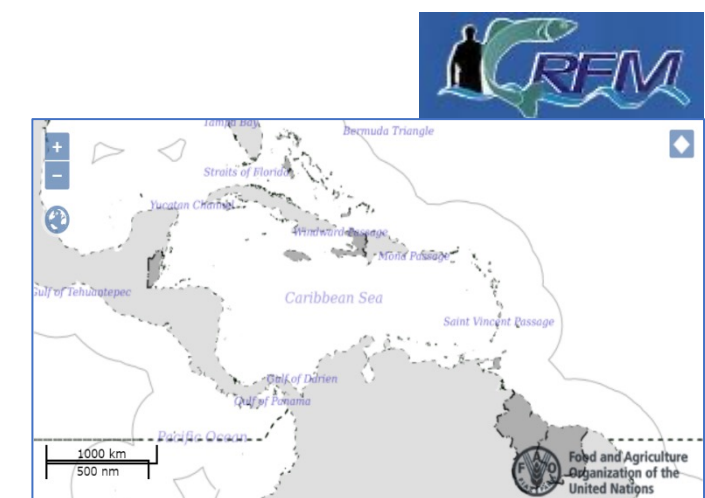 CRFM
Tampa Bay
Bermuda Triangle
+
−
Straits of Florida
Yucatan Channel
Windward Passage
Mona Passage
Gulf of Tehuantepec
Caribbean Sea
Saint Vincent Passage
Gulf of Darien
Gulf of Panama
Pacific Ocean
1000 km
500 nm
F A O
Food and Agriculture
Organization of the
United Nations